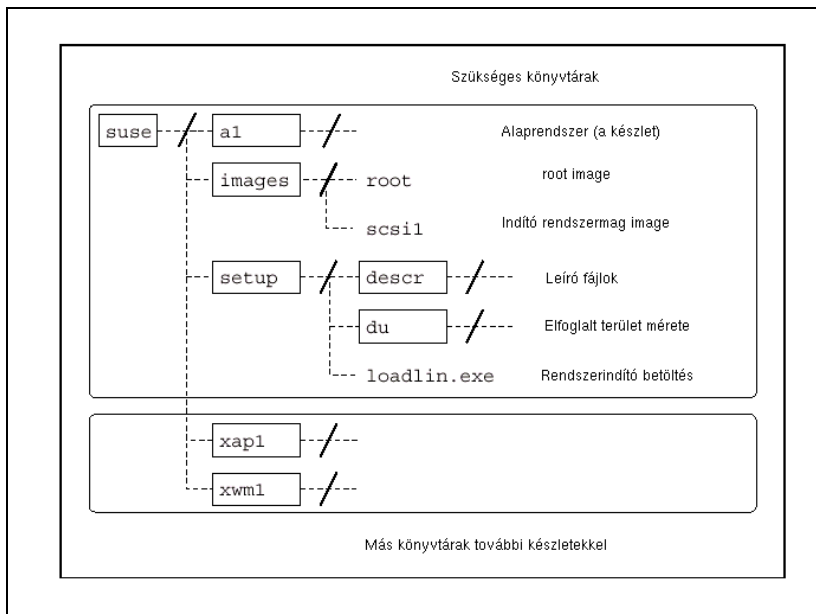 Szükséges könyvtárak
suse a1 Alaprendszer (a készlet)
images root root image
scsi1 Indító rendszermag image
setup descr Leíró fájlok
du Elfoglalt terület mérete
loadlin.exe Rendszerindító betöltés
xap1
xwm1
Más könyvtárak további készletekkel